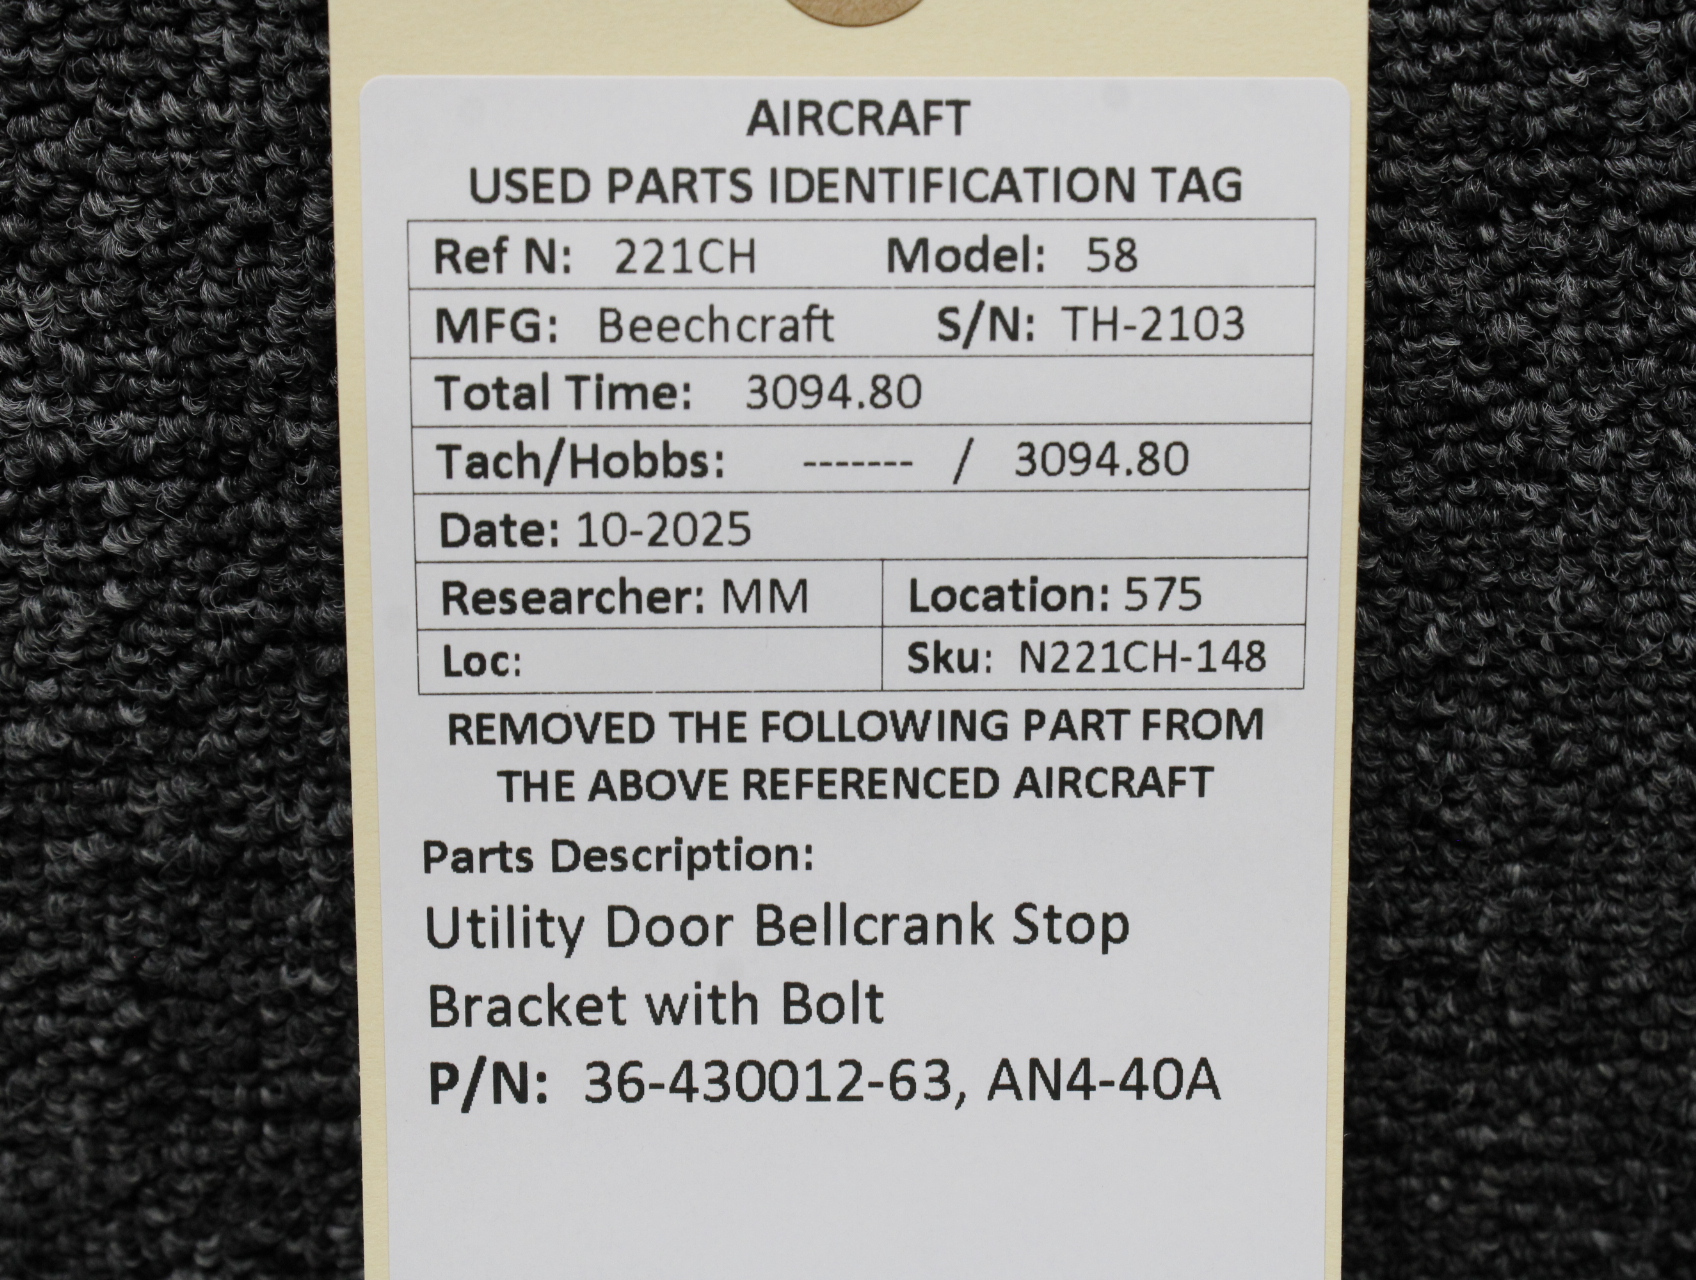 AIRCRAFT
USED PARTS IDENTIFICATION TAG
Ref N: 221CH Model: 58
MFG: Beechcraft S/N: TH-2103
Total Time: 3094.80
Tach/Hobbs: ------- / 3094.80
Date: 10-2025
Researcher: MM Location: 575
Loc: Sku: N221CH-148
REMOVED THE FOLLOWING PART FROM
THE ABOVE REFERENCED AIRCRAFT
Parts Description:
Utility Door Bellcrank Stop
Bracket with Bolt
P/N: 36-430012-63, AN4-40A